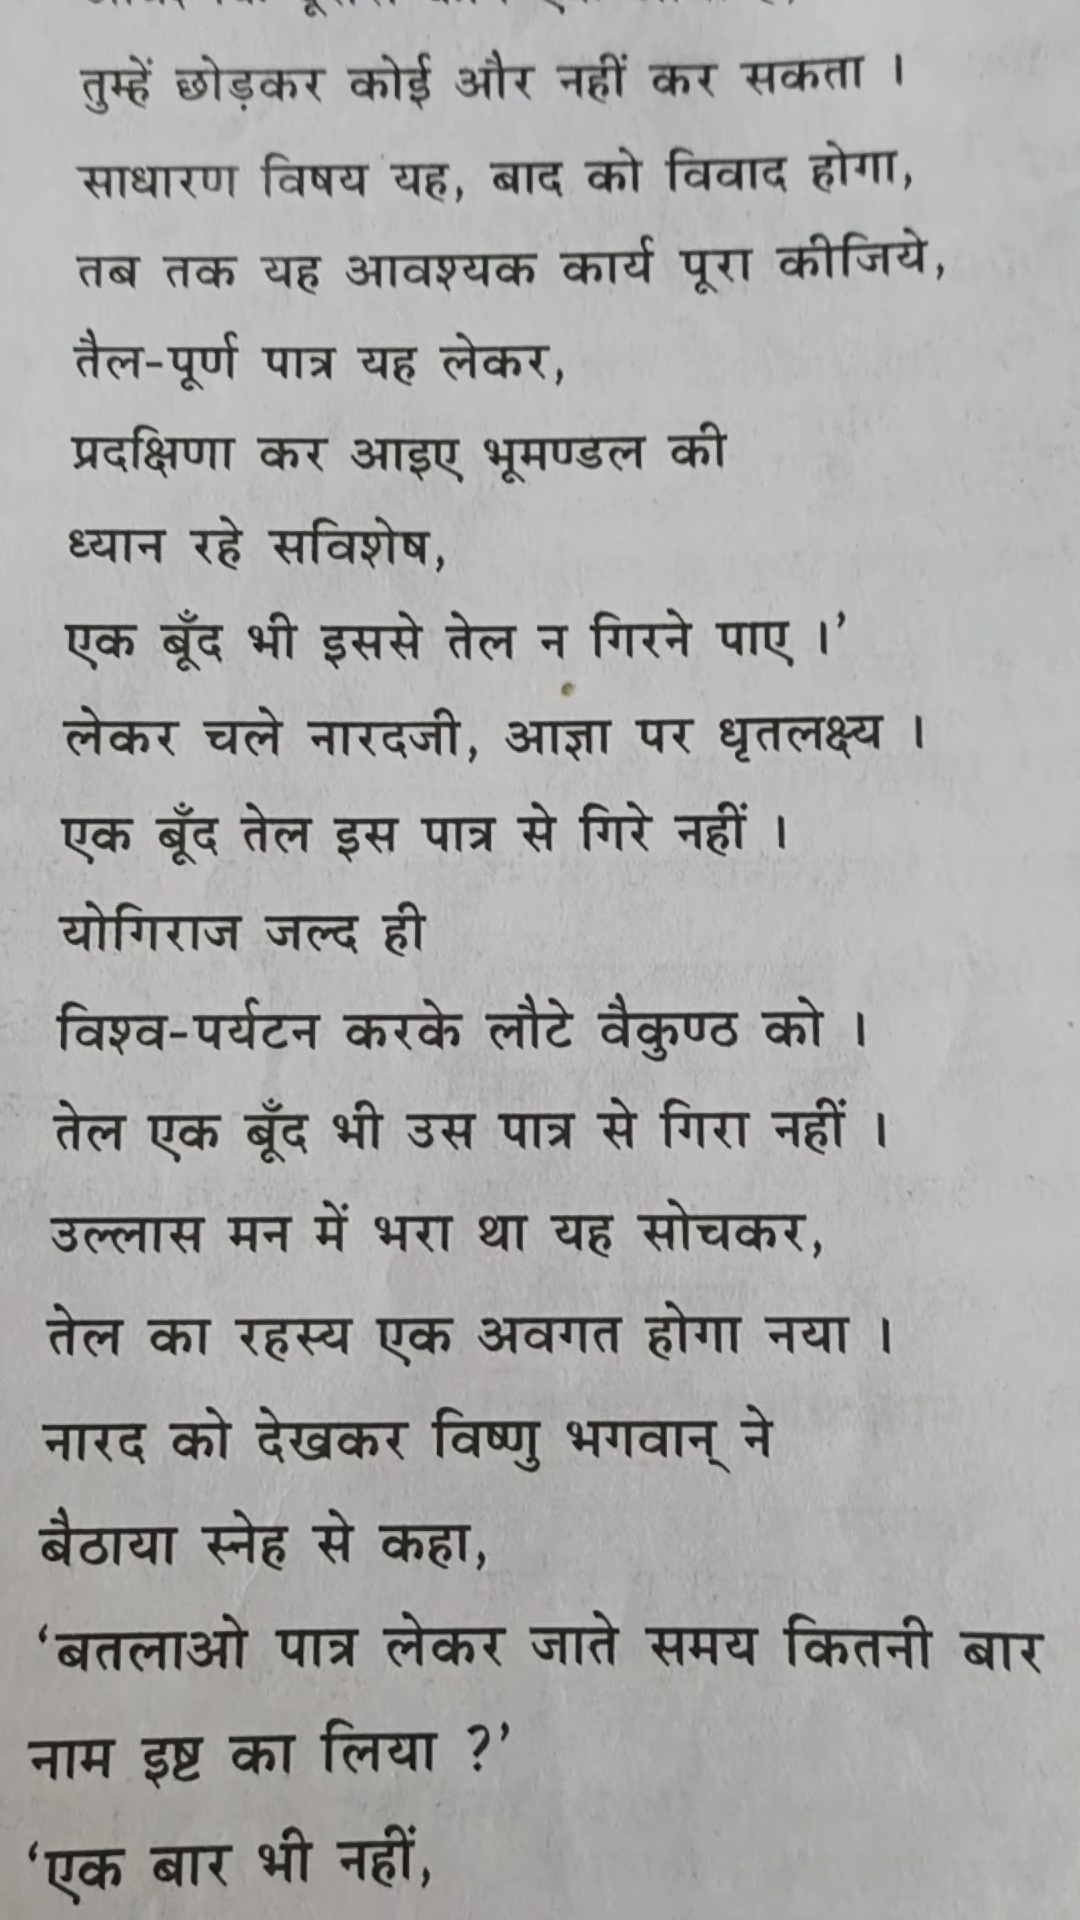 तुम्हें छोड़कर कोई और नहीं कर सकता ।
साधारण विषय यह, बाद को विवाद होगा,
तब तक यह आवश्यक कार्य पूरा कीजिये,
तैल-पूर्ण पात्र यह लेकर,
प्रदक्षिणा कर आइए भूमण्डल की
ध्यान रहे सविशेष,
एक बूँद भी इससे तेल न गिरने पाए ।’
लेकर चले नारदजी, आज्ञा पर धृतलक्ष्य ।
एक बूँद तेल इस पात्र से गिरे नहीं ।
योगिराज जल्द ही
विश्व-पर्यटन करके लौटे वैकुण्ठ को ।
तेल एक बूँद भी उस पात्र से गिरा नहीं ।
उल्लास मन में भरा था यह सोचकर,
तेल का रहस्य एक अवगत होगा नया ।
नारद को देखकर विष्णु भगवान् ने
बैठाया स्नेह से कहा,
‘बतलाओ पात्र लेकर जाते समय कितनी बार
नाम इष्ट का लिया ?’
‘एक बार भी नहीं,